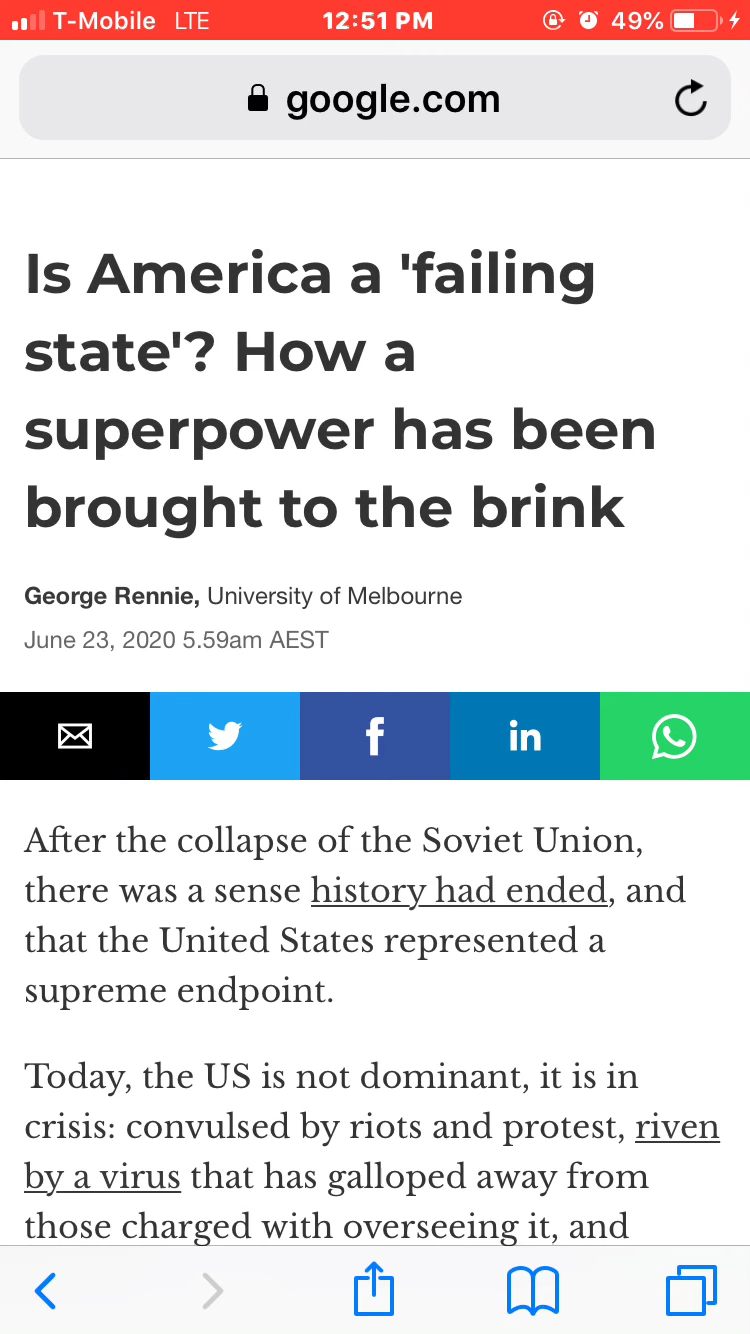 T-Mobile LTE 12:51 PM 49%
google.com
Is America a 'failing
state'? How a
superpower has been
brought to the brink
George Rennie, University of Melbourne
June 23, 2020 5.59am AEST
f in
After the collapse of the Soviet Union,
there was a sense history had ended, and
that the United States represented a
supreme endpoint.
Today, the US is not dominant, it is in
crisis: convulsed by riots and protest, riven
by a virus that has galloped away from
those charged with overseeing it, and